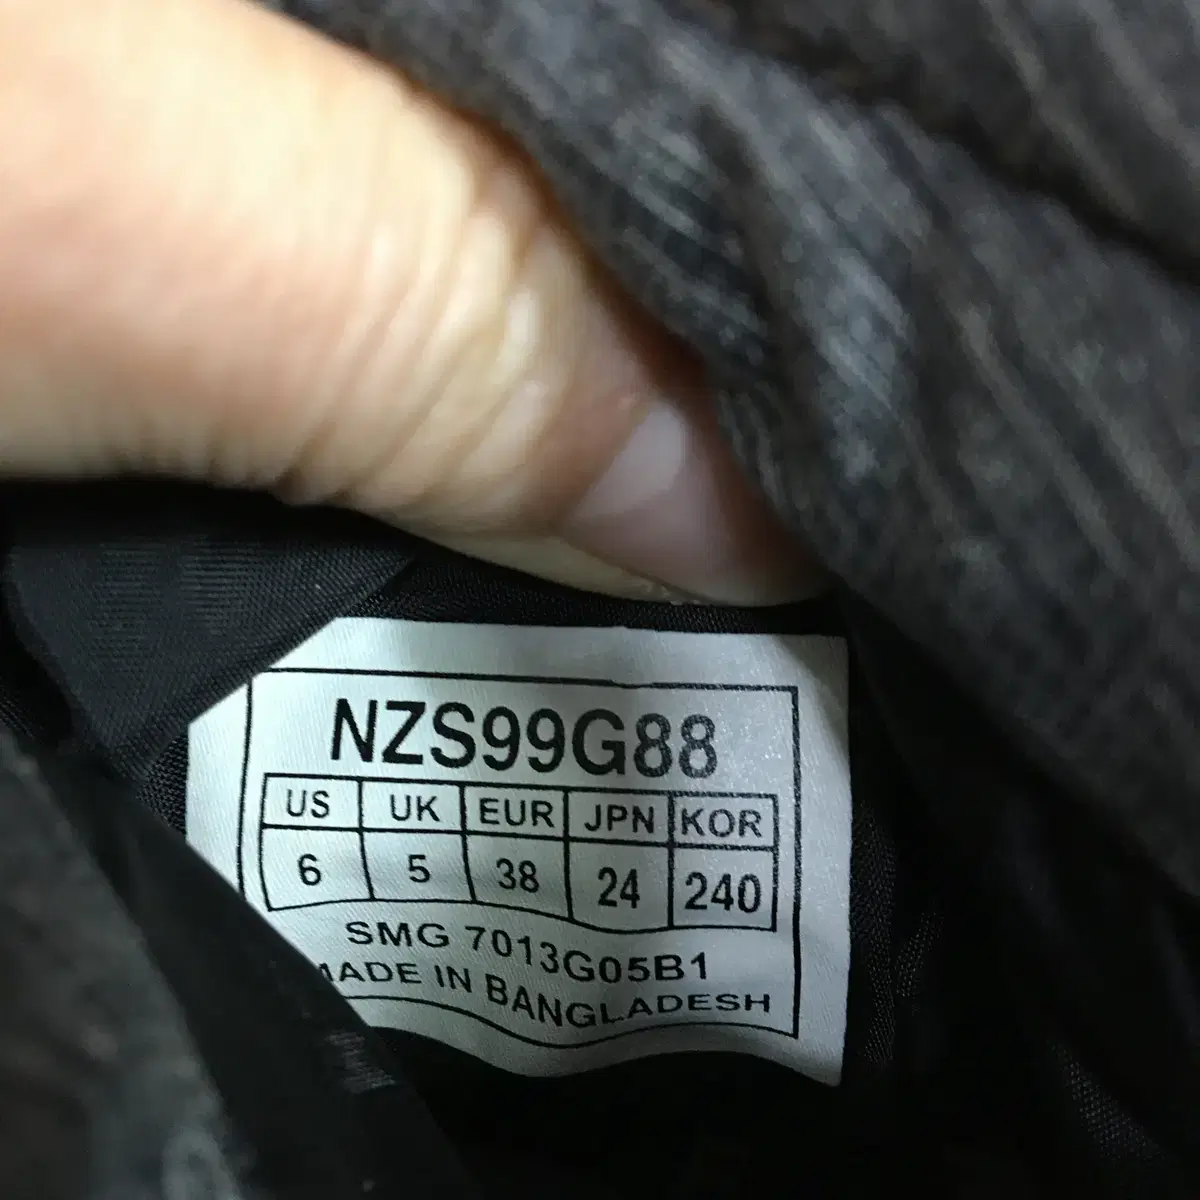 NZS99G88
US UK EUR JPN KOR
6 5 38 24 240
SMG 7013G05B1
MADE IN BANGLADESH